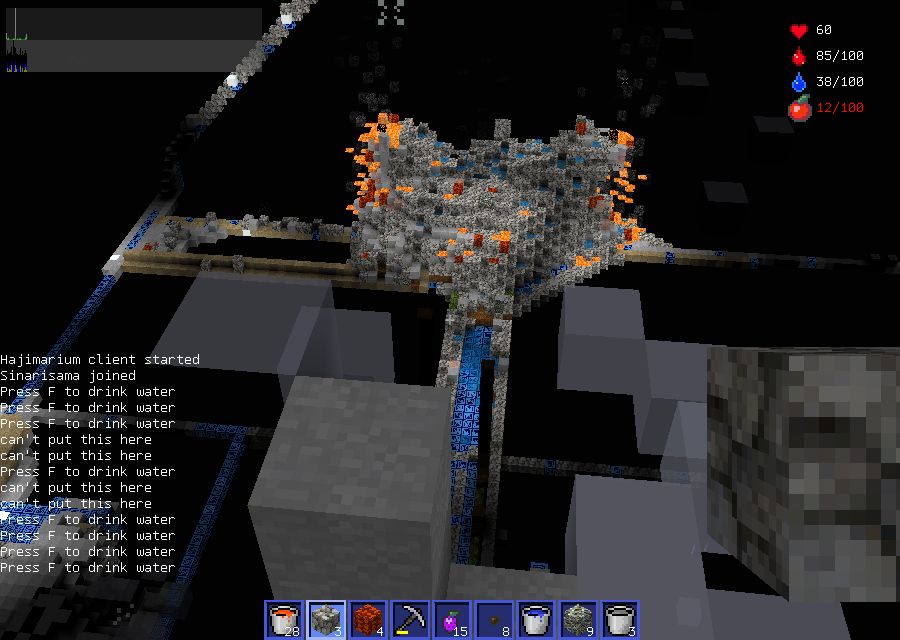 60
85/100
38/100
12/100
Hajimarium client started
Sinarisama joined
Press F to drink water
Press F to drink water
Press F to drink water
can't put this here
can't put this here
Press F to drink water
can't put this here
can't put this here
Press F to drink water
Press F to drink water
Press F to drink water
Press F to drink water
28 3 4 15 8 9 3